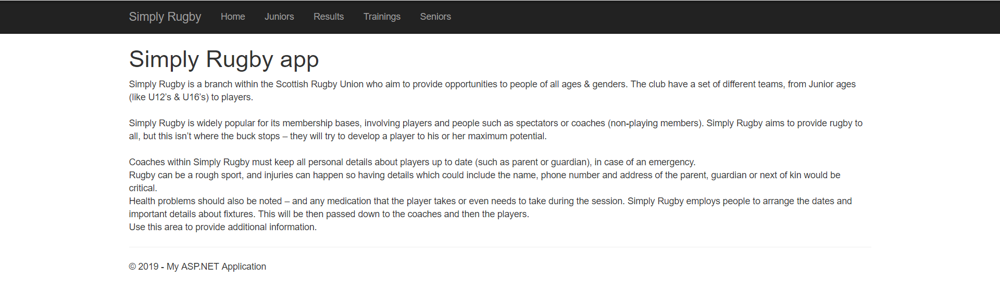 Simply Rugby Home Juniors Results Trainings Seniors
Simply Rugby app
Simply Rugby is a branch within the Scottish Rugby Union who aim to provide opportunities to people of all ages & genders. The club have a set of different teams, from Junior ages
(like U12’s & U16’s) to players.
Simply Rugby is widely popular for its membership bases, involving players and people such as spectators or coaches (non-playing members). Simply Rugby aims to provide rugby to
all, but this isn’t where the buck stops – they will try to develop a player to his or her maximum potential.
Coaches within Simply Rugby must keep all personal details about players up to date (such as parent or guardian), in case of an emergency.
Rugby can be a rough sport, and injuries can happen so having details which could include the name, phone number and address of the parent, guardian or next of kin would be
critical.
Health problems should also be noted – and any medication that the player takes or even needs to take during the session. Simply Rugby employs people to arrange the dates and
important details about fixtures. This will be then passed down to the coaches and then the players.
Use this area to provide additional information.
© 2019 - My ASP.NET Application